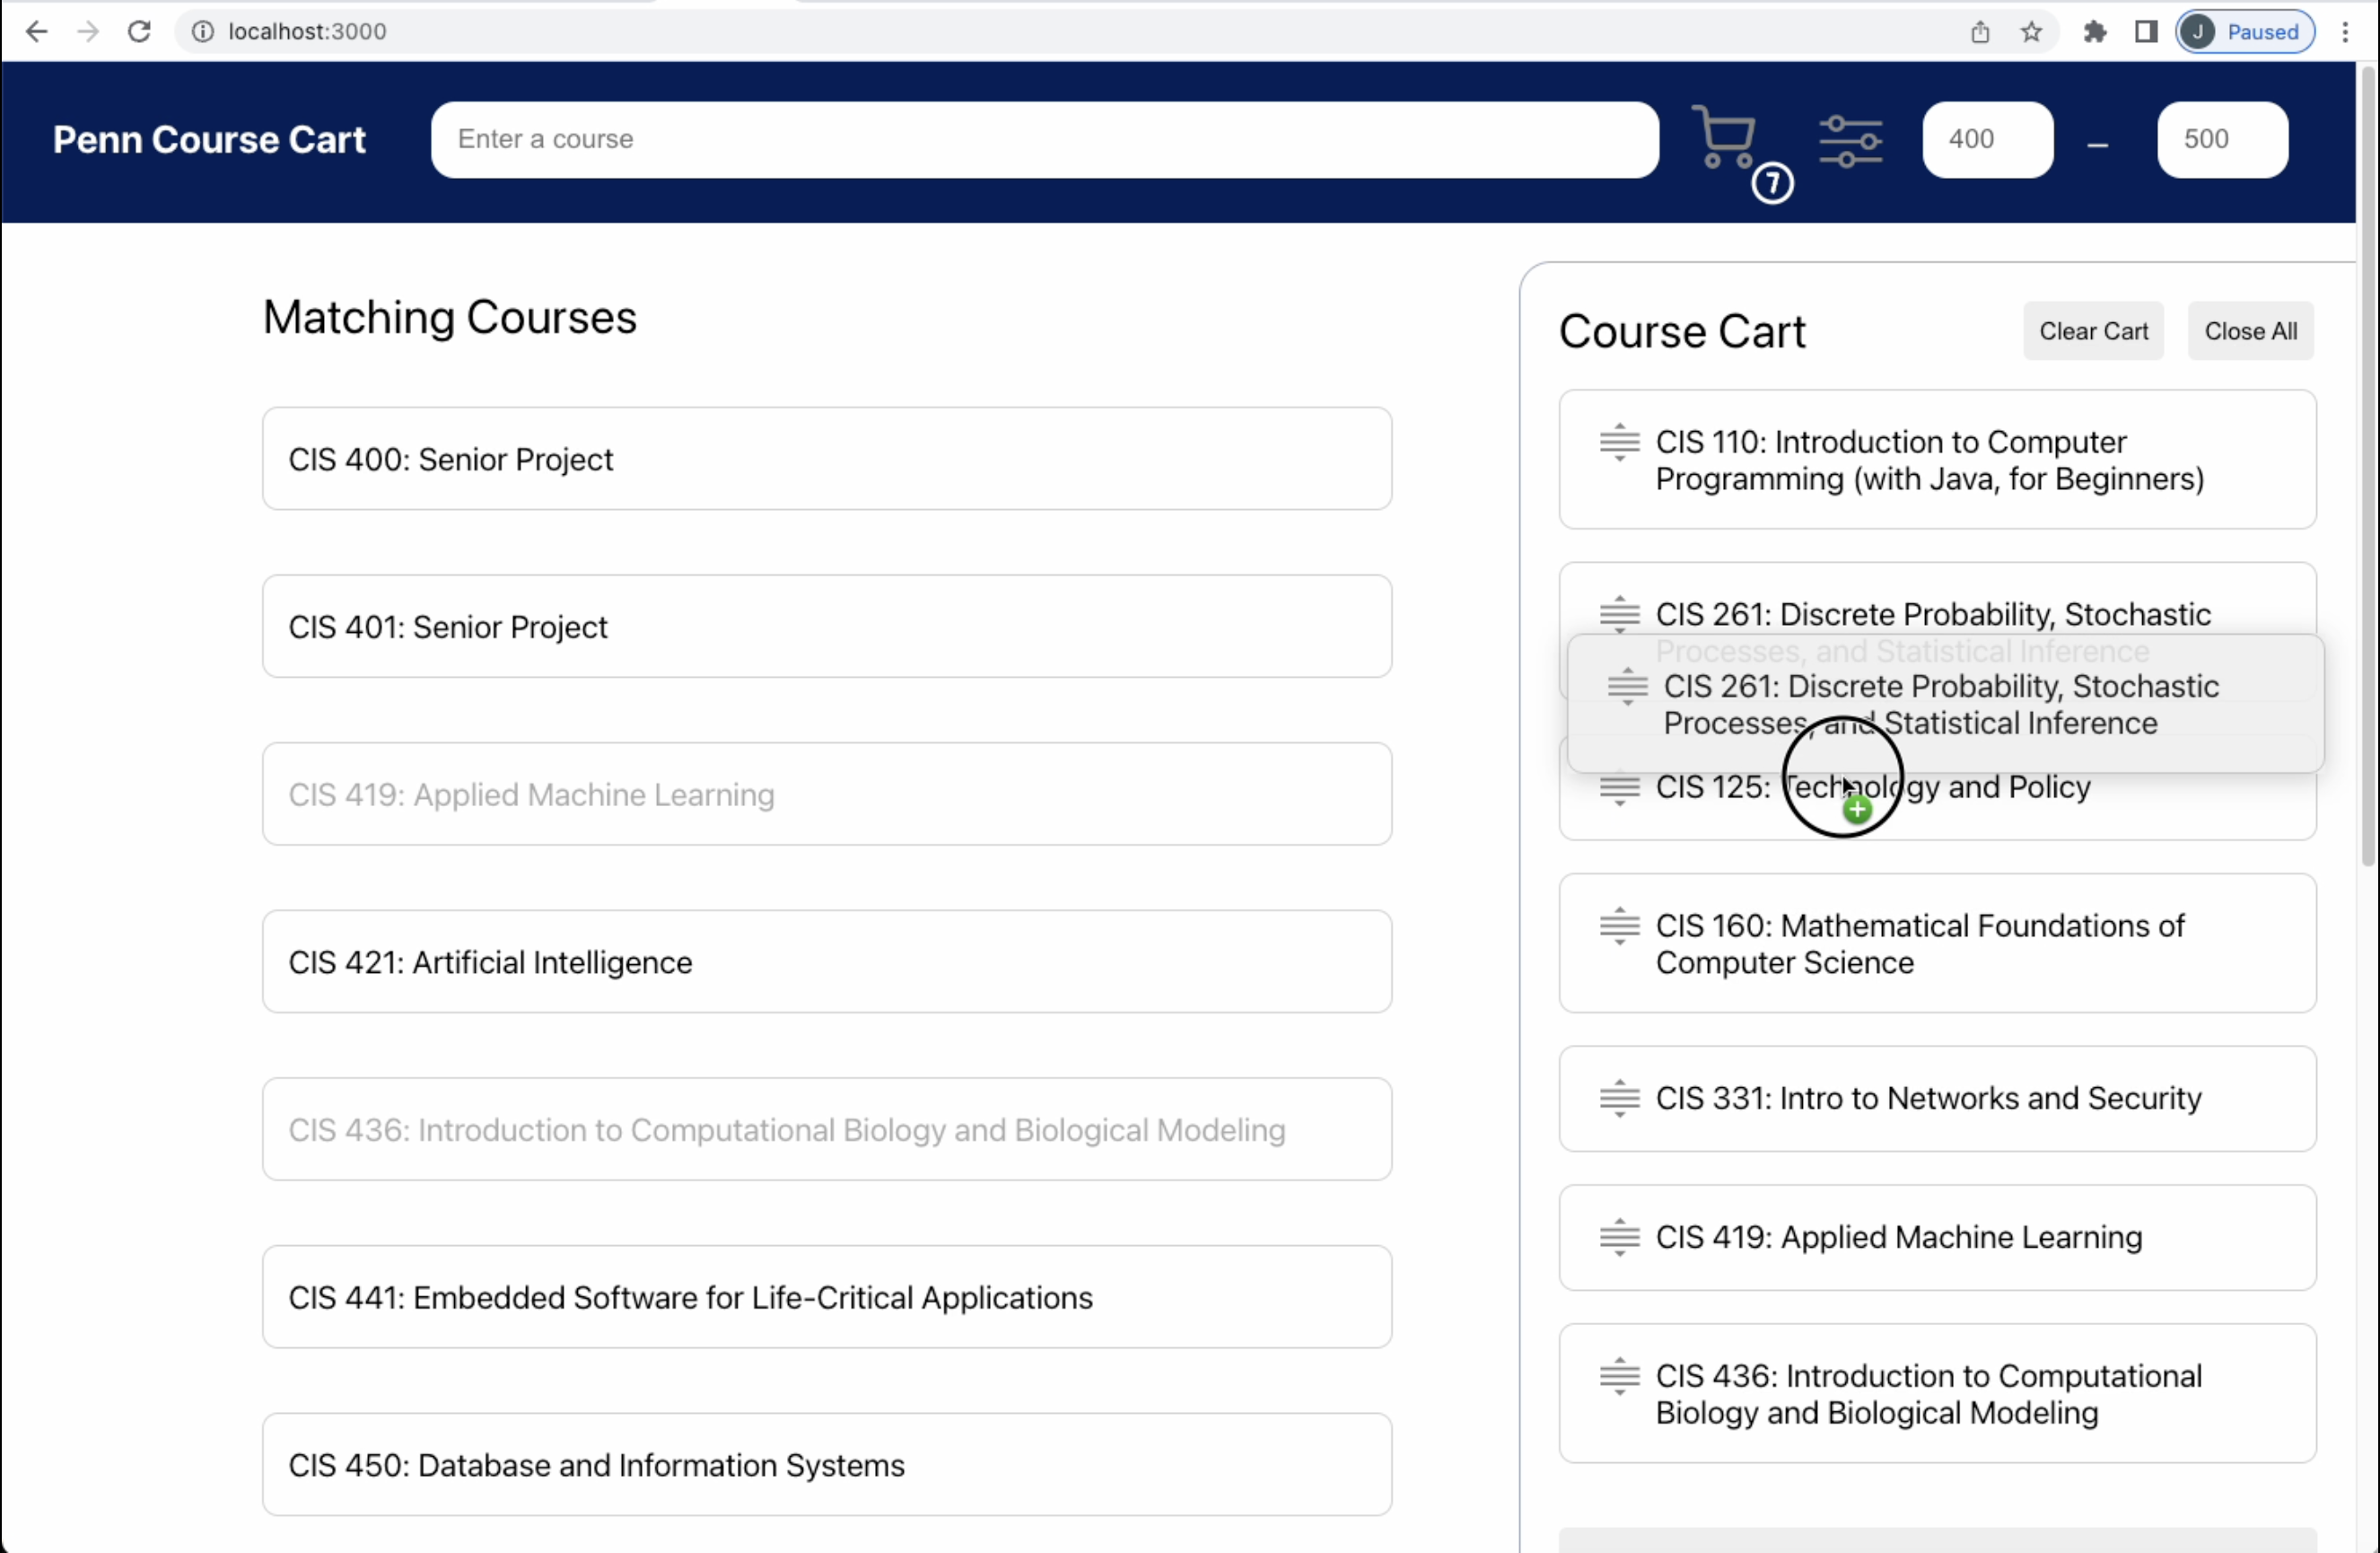 localhost:3000
J Paused
Penn Course Cart
Enter a course
7
400
–
500
Matching Courses
CIS 400: Senior Project
CIS 401: Senior Project
CIS 419: Applied Machine Learning
CIS 421: Artificial Intelligence
CIS 436: Introduction to Computational Biology and Biological Modeling
CIS 441: Embedded Software for Life-Critical Applications
CIS 450: Database and Information Systems
Course Cart
Clear Cart
Close All
CIS 110: Introduction to Computer
Programming (with Java, for Beginners)
CIS 261: Discrete Probability, Stochastic
Processes, and Statistical Inference
CIS 261: Discrete Probability, Stochastic
Processes, and Statistical Inference
CIS 125: Technology and Policy
CIS 160: Mathematical Foundations of
Computer Science
CIS 331: Intro to Networks and Security
CIS 419: Applied Machine Learning
CIS 436: Introduction to Computational
Biology and Biological Modeling